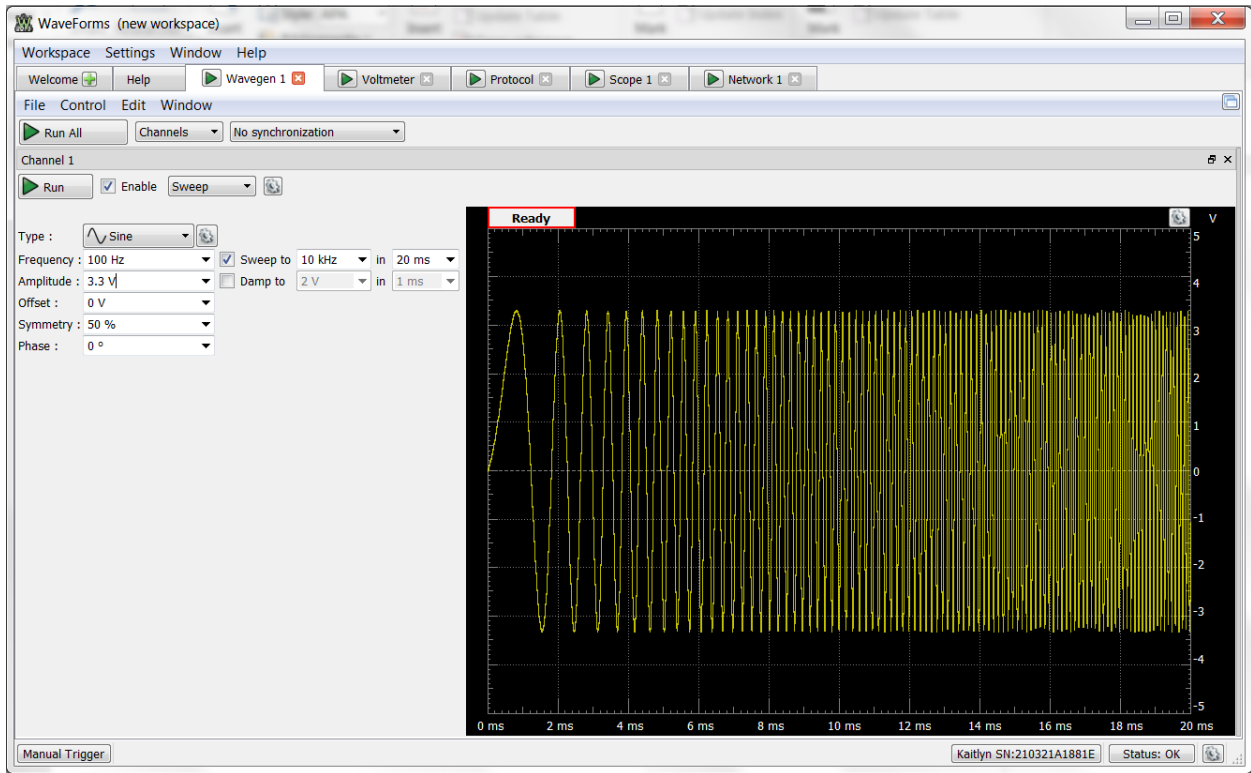 WaveForms (new workspace)
Workspace Settings Window Help
Welcome Help Wavegen 1 Voltmeter Protocol Scope 1 Network 1
File Control Edit Window
Run All Channels No synchronization
Channel 1
Run Enable Sweep
Ready V
Type : Sine
Frequency : 100 Hz Sweep to 10 kHz in 20 ms
Amplitude : 3.3 V Damp to 2 V in 1 ms
Offset : 0 V
Symmetry : 50 %
Phase : 0 º
5
4
3
2
1
0
-1
-2
-3
-4
-5
0 ms 2 ms 4 ms 6 ms 8 ms 10 ms 12 ms 14 ms 16 ms 18 ms 20 ms
Manual Trigger Kaitlyn SN:210321A1881E Status: OK